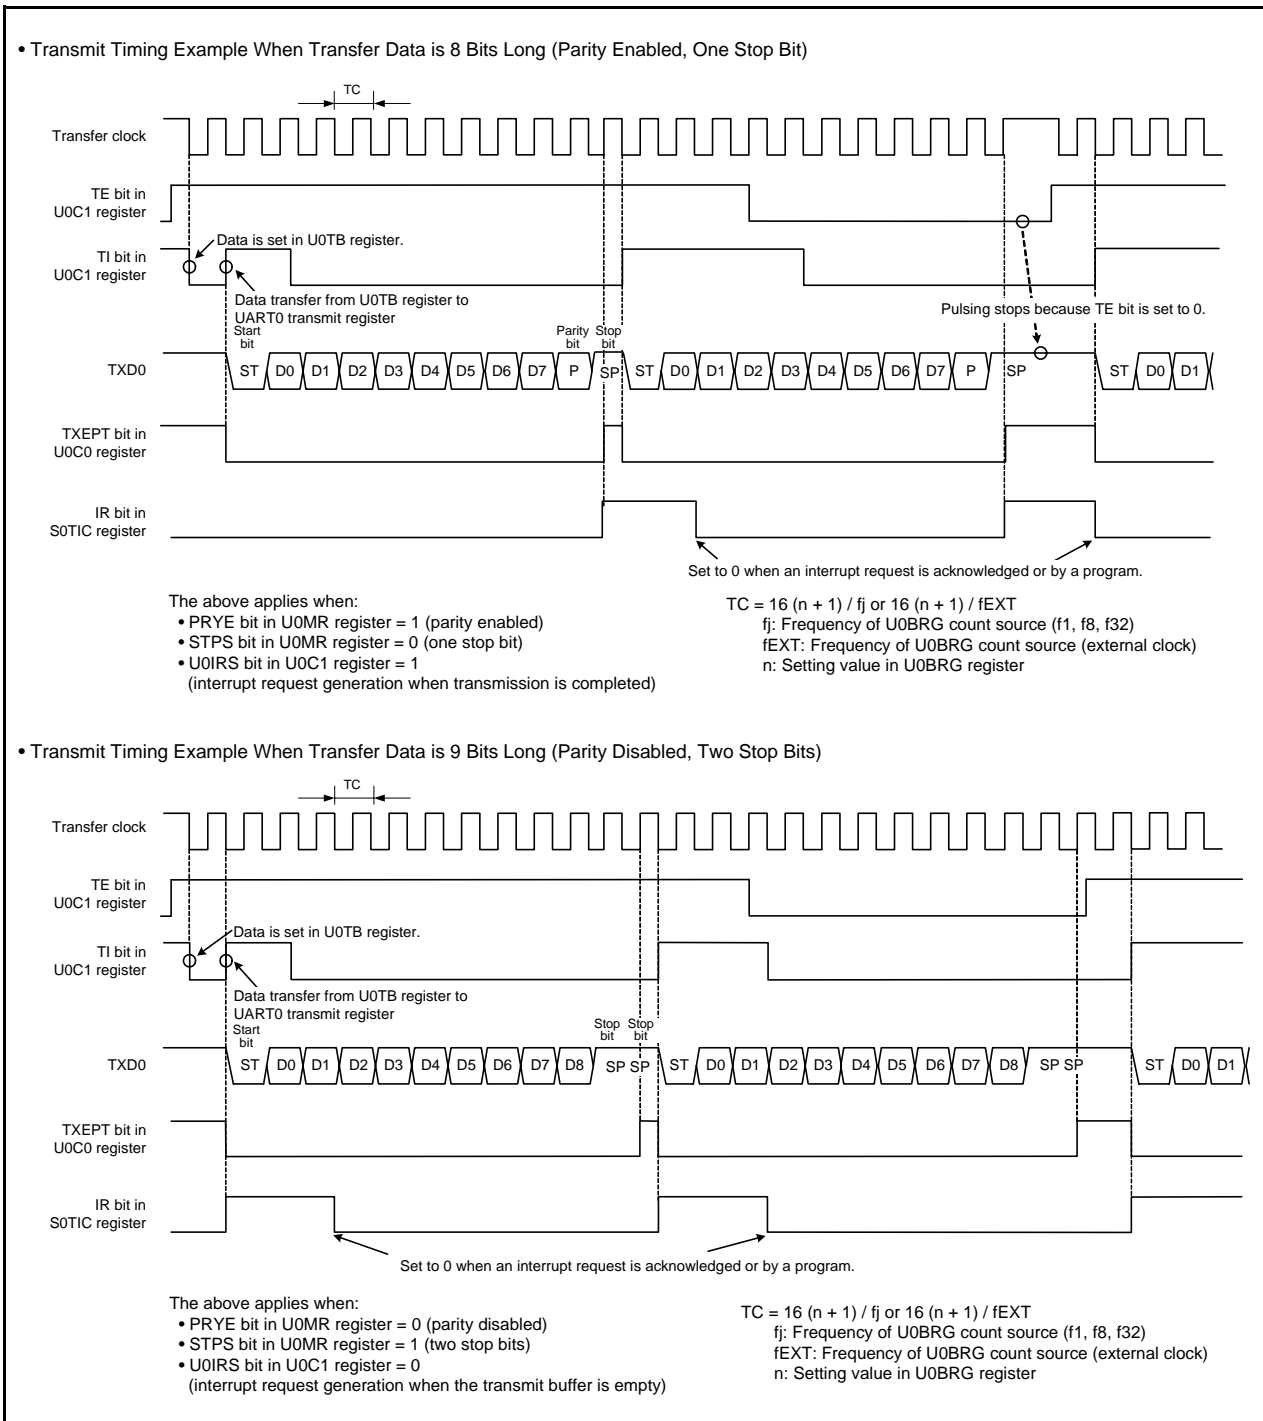 • Transmit Timing Example When Transfer Data is 8 Bits Long (Parity Enabled, One Stop Bit)
TC
Transfer clock
TE bit in
U0C1 register
Data is set in U0TB register.
TI bit in
U0C1 register
Data transfer from U0TB register to
UART0 transmit register
Pulsing stops because TE bit is set to 0.
Start
bit
Parity
bit
Stop
bit
TXD0
ST D0 D1 D2 D3 D4 D5 D6 D7 P SP ST D0 D1 D2 D3 D4 D5 D6 D7 P SP ST D0 D1
TXEPT bit in
U0C0 register
IR bit in
S0TIC register
Set to 0 when an interrupt request is acknowledged or by a program.
The above applies when:
• PRYE bit in U0MR register = 1 (parity enabled)
• STPS bit in U0MR register = 0 (one stop bit)
• U0IRS bit in U0C1 register = 1
(interrupt request generation when transmission is completed)
TC = 16 (n + 1) / fj or 16 (n + 1) / fEXT
fj: Frequency of U0BRG count source (f1, f8, f32)
fEXT: Frequency of U0BRG count source (external clock)
n: Setting value in U0BRG register
• Transmit Timing Example When Transfer Data is 9 Bits Long (Parity Disabled, Two Stop Bits)
TC
Transfer clock
TE bit in
U0C1 register
Data is set in U0TB register.
TI bit in
U0C1 register
Data transfer from U0TB register to
UART0 transmit register
Start
bit
Stop
bit
Stop
bit
TXD0
ST D0 D1 D2 D3 D4 D5 D6 D7 D8 SP SP ST D0 D1 D2 D3 D4 D5 D6 D7 D8 SP SP ST D0 D1
TXEPT bit in
U0C0 register
IR bit in
S0TIC register
Set to 0 when an interrupt request is acknowledged or by a program.
The above applies when:
• PRYE bit in U0MR register = 0 (parity disabled)
• STPS bit in U0MR register = 1 (two stop bits)
• U0IRS bit in U0C1 register = 0
(interrupt request generation when the transmit buffer is empty)
TC = 16 (n + 1) / fj or 16 (n + 1) / fEXT
fj: Frequency of U0BRG count source (f1, f8, f32)
fEXT: Frequency of U0BRG count source (external clock)
n: Setting value in U0BRG register